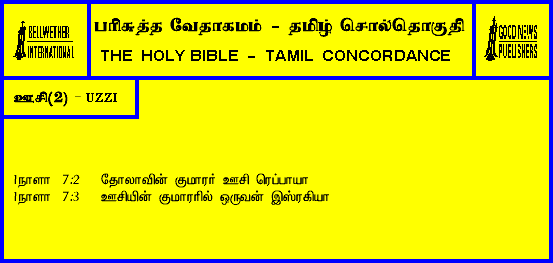 BELLWETHER
INTERNATIONAL
பரிசுத்த வேதாகமம் - தமிழ் சொல்தொகுதி
THE HOLY BIBLE - TAMIL CONCORDANCE
GOOD NEWS
PUBLISHERS
ஊசி(2) - UZZI
1நாளா 7:2 தோலாவின் குமாரர் ஊசி ரெப்பாயா
1நாளா 7:3 ஊசியின் குமாரரில் ஒருவன் இஸ்ரகியா